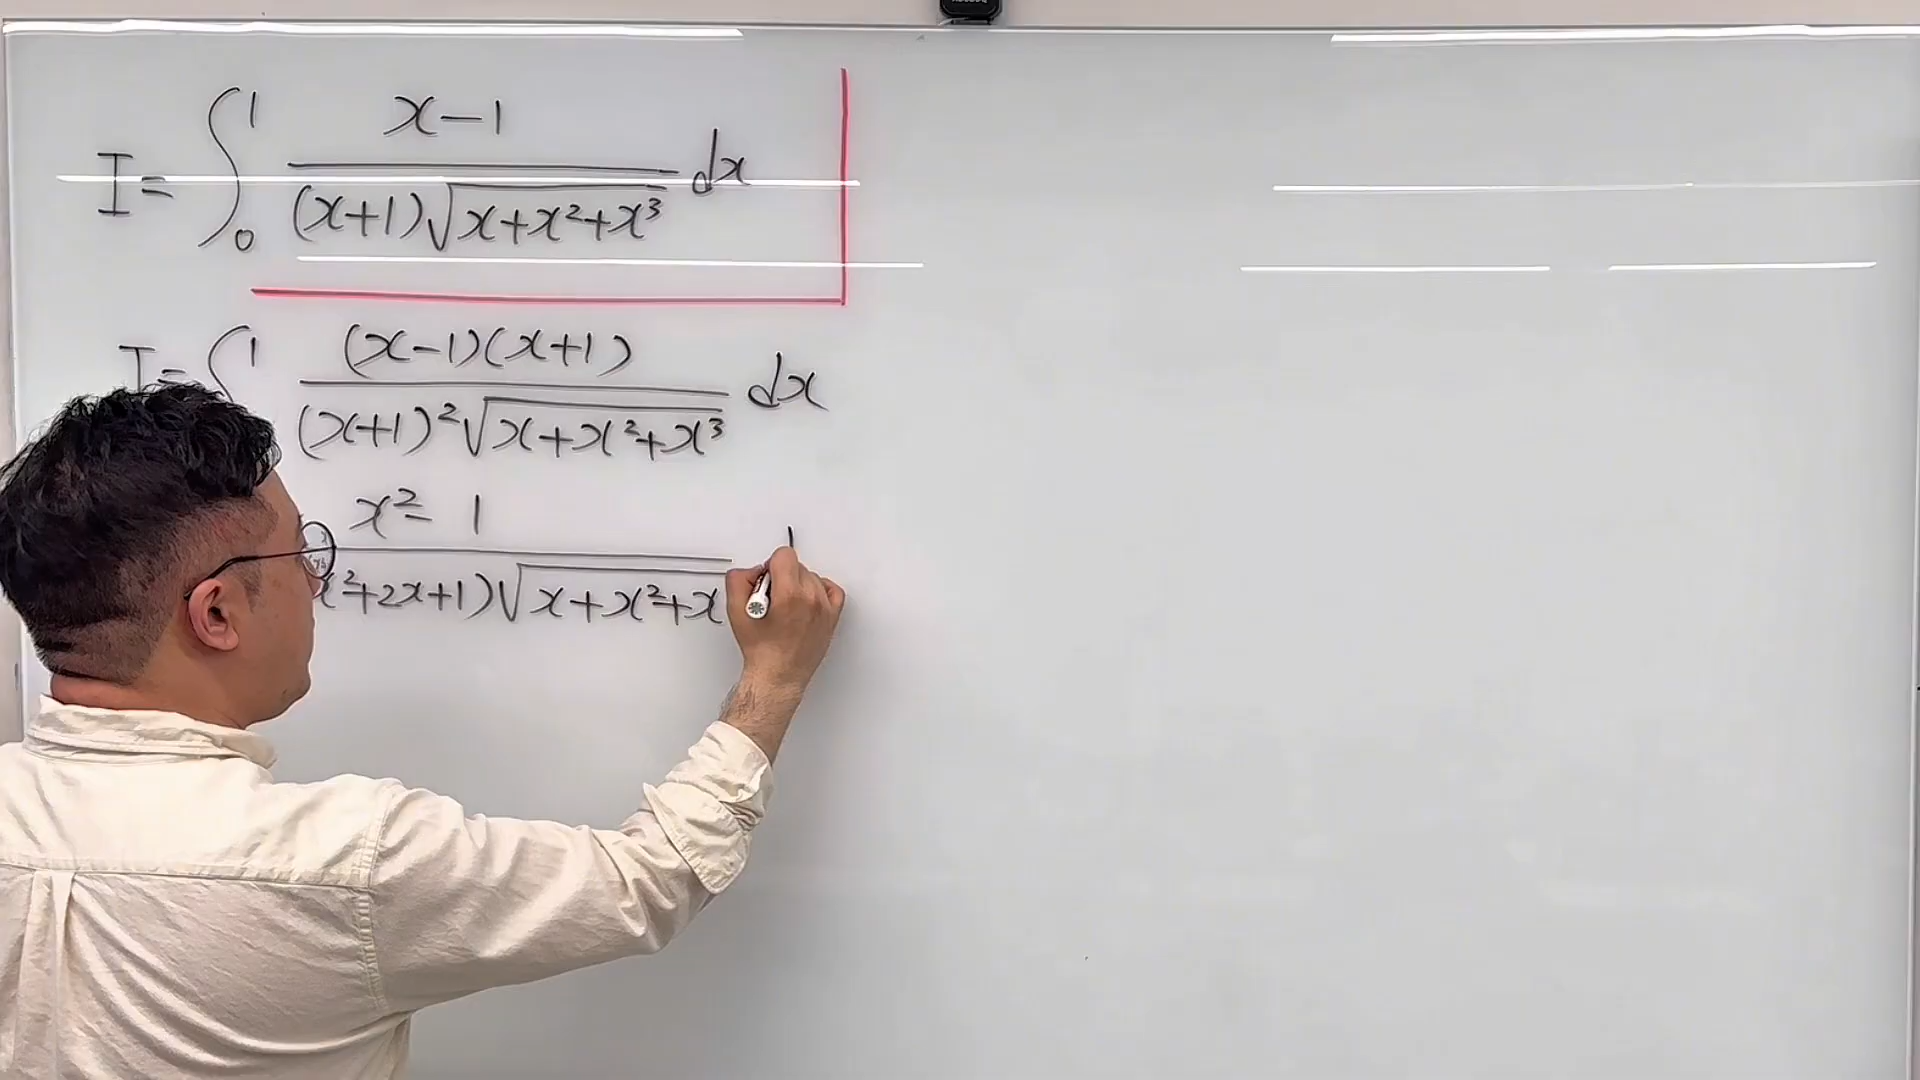 I = ∫₀¹ (x-1)/((x+1)√(x+x²+x³)) dx
I = ∫¹ ((x-1)(x+1))/((x+1)²√(x+x²+x³)) dx
(x²-1)/(x²+2x+1)√(x+x²+x